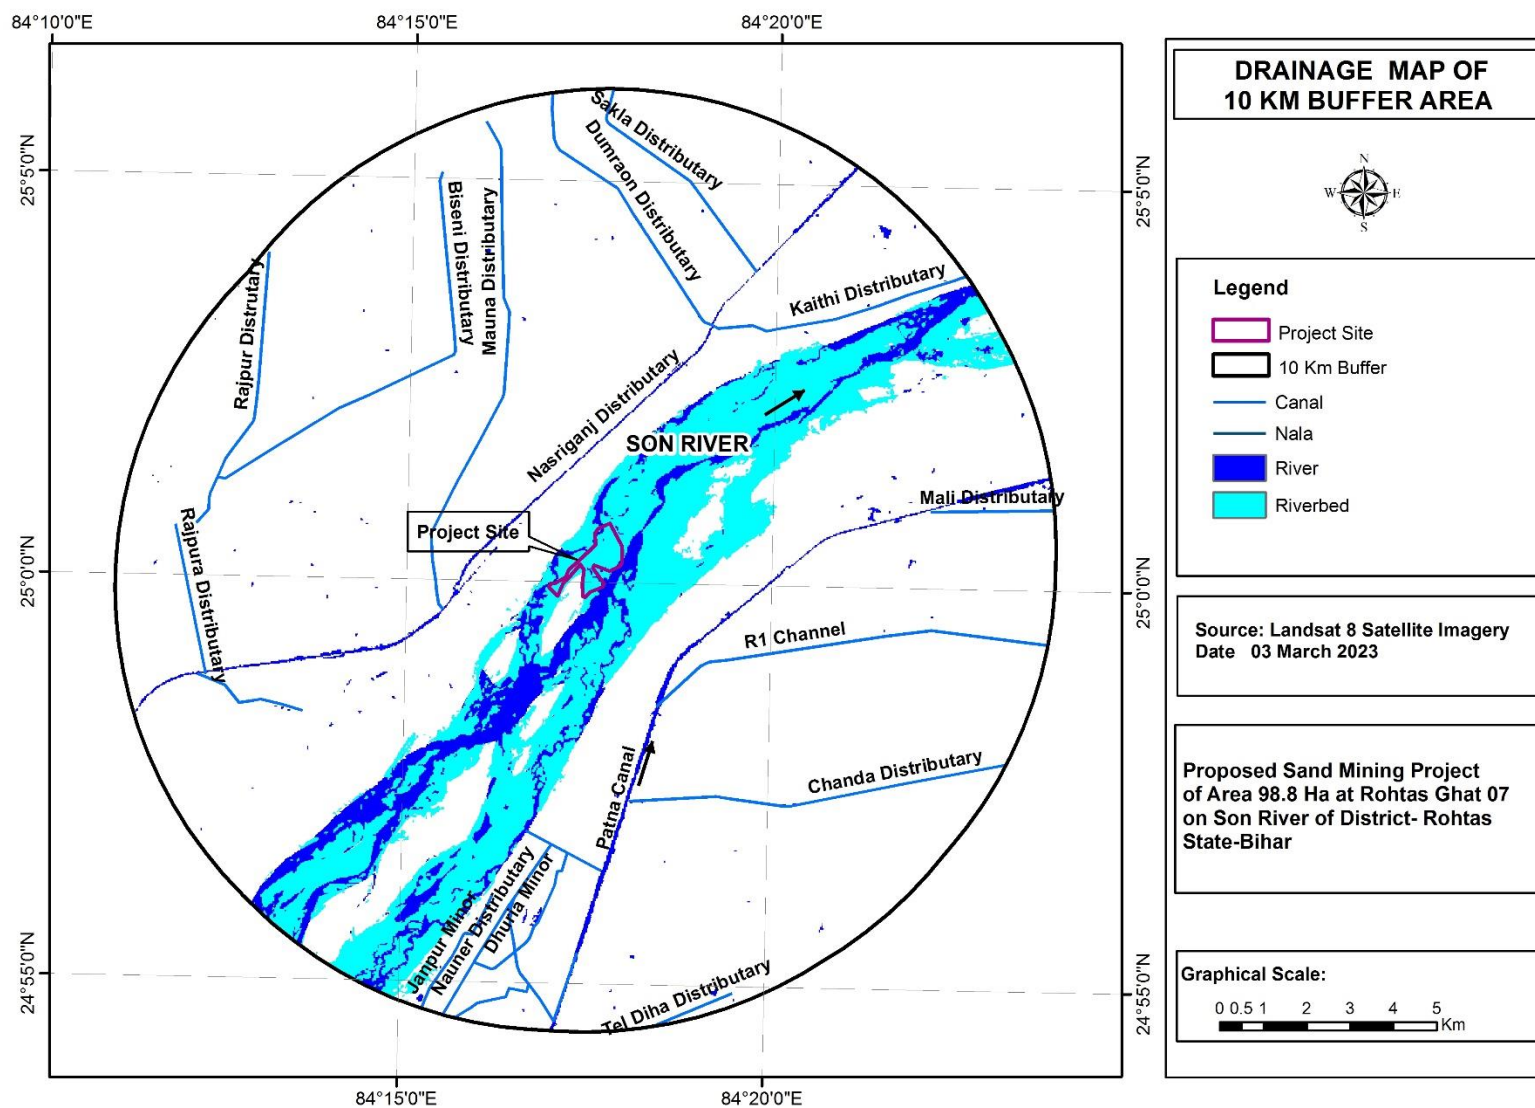 84°10'0"E
84°15'0"E
84°20'0"E
25°5'0"N
25°0'0"N
24°55'0"N
25°5'0"N
25°0'0"N
24°55'0"N
84°15'0"E
84°20'0"E
Sakla Distributary
Dumraon Distributary
Biseni Distributary
Mauna Distributary
Rajpur Distrutary
Kaithi Distributary
Nasriganj Distributary
SON RIVER
Mali Distributary
Project Site
Rajpura Distributary
R1 Channel
Patna Canal
Chanda Distributary
Janpur Minor
Nauner Distributary
Dhuria Minor
Tel Diha Distributary
DRAINAGE MAP OF
10 KM BUFFER AREA
N
W
E
S
Legend
Project Site
10 Km Buffer
Canal
Nala
River
Riverbed
Source: Landsat 8 Satellite Imagery
Date 03 March 2023
Proposed Sand Mining Project
of Area 98.8 Ha at Rohtas Ghat 07
on Son River of District- Rohtas
State-Bihar
Graphical Scale:
0 0.5 1 2 3 4 5
Km